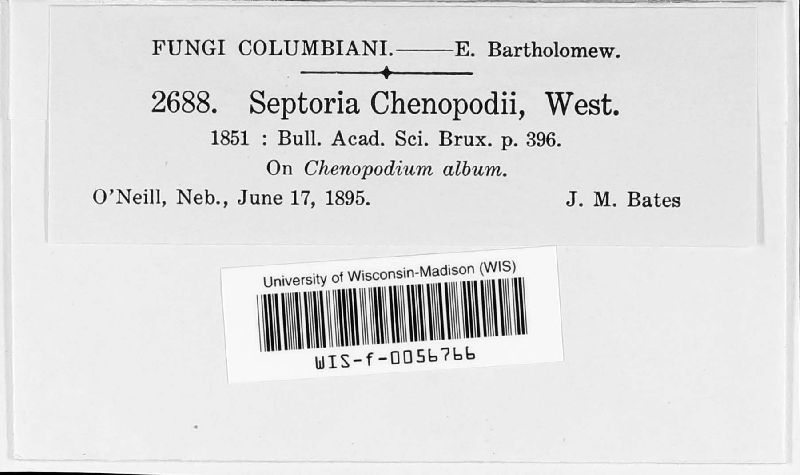 FUNGI COLUMBIANI.——E. Bartholomew.
2688. Septoria Chenopodii, West.
1851 : Bull. Acad. Sci. Brux. p. 396.
On Chenopodium album.
O'Neill, Neb., June 17, 1895. J. M. Bates
University of Wisconsin-Madison (WIS)
WIS-f-0056766